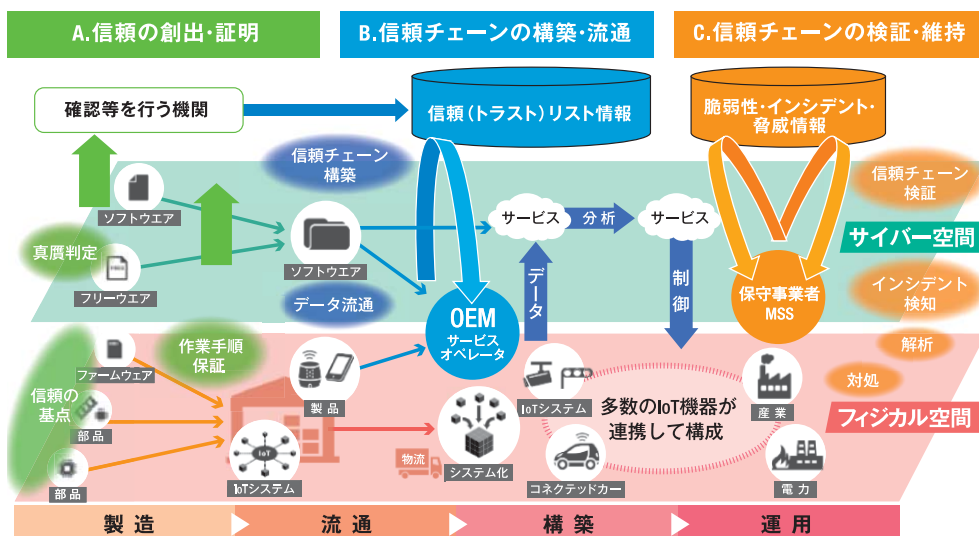 A.信頼の創出・証明
B.信頼チェーンの構築・流通
C.信頼チェーンの検証・維持
確認等を行う機関
信頼(トラスト)リスト情報
脆弱性・インシデント・
脅威情報
信頼チェーン
構築
信頼チェーン
検証
ソフトウエア
サービス
分析
サービス
サイバー空間
真贋判定
フリーウエア
ソフトウエア
データ流通
データ
制御
保守事業者
MSS
インシデント
検知
OEM
サービス
オペレータ
解析
作業手順
保証
ファームウェア
信頼の
基点
部品
部品
製品
IoT
IoTシステム
物流
システム化
IoTシステム
コネクテッドカー
多数のIoT機器が
連携して構成
産業
電力
対処
フィジカル空間
製造
流通
構築
運用